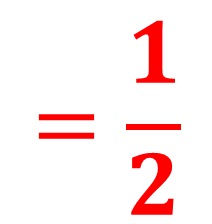 = 1/2